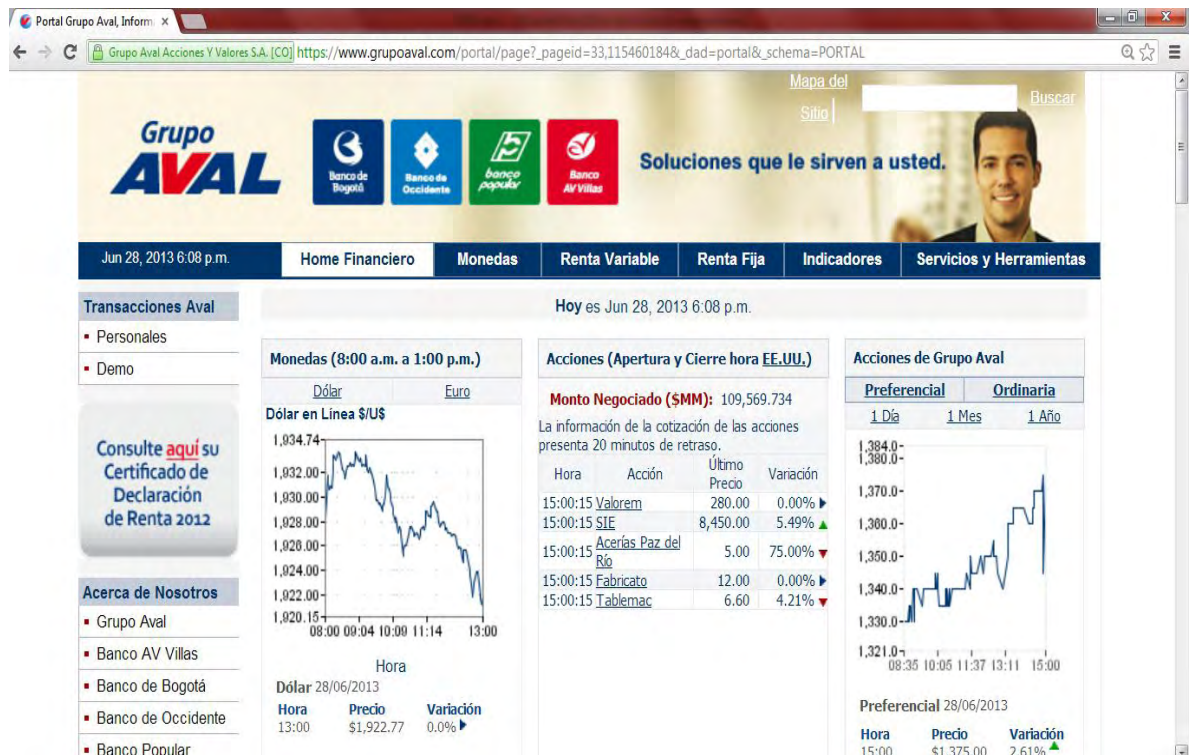 Portal Grupo Aval, Inform
Grupo Aval Acciones Y Valores S.A. [CO] https://www.grupoaval.com/portal/page?_pageid=33,115460184&_dad=portal&_schema=PORTAL
Mapa del
Sitio
Buscar
Grupo
AVAL
Banco de
Bogotá
Banco de
Occidente
banco
popular
Banco
AV Villas
Soluciones que le sirven a usted.
Jun 28, 2013 6:08 p.m.
Home Financiero Monedas Renta Variable Renta Fija Indicadores Servicios y Herramientas
Hoy es Jun 28, 2013 6:08 p.m.
Transacciones Aval
Personales
Demo
Consulte aquí su
Certificado de
Declaración
de Renta 2012
Acerca de Nosotros
Grupo Aval
Banco AV Villas
Banco de Bogotá
Banco de Occidente
Banco Popular
Monedas (8:00 a.m. a 1:00 p.m.)
Dólar Euro
Dólar en Línea $/U$
1,934.74
1,932.00
1,930.00
1,928.00
1,926.00
1,924.00
1,922.00
1,920.15
08:00 09:04 10:09 11:14 13:00
Hora
Dólar 28/06/2013
Hora Precio Variación
13:00 $1,922.77 0.0%
Acciones (Apertura y Cierre hora EE.UU.)
Monto Negociado ($MM): 109,569.734
La información de la cotización de las acciones
presenta 20 minutos de retraso.
Hora Acción Último Precio Variación
15:00:15 Valorem 280.00 0.00%
15:00:15 SIE 8,450.00 5.49%
15:00:15 Acerías Paz del Río 5.00 75.00%
15:00:15 Fabricato 12.00 0.00%
15:00:15 Tablemac 6.60 4.21%
Acciones de Grupo Aval
Preferencial Ordinaria
1 Día 1 Mes 1 Año
1,384.0
1,380.0
1,370.0
1,360.0
1,350.0
1,340.0
1,330.0
1,321.0
08:35 10:05 11:37 13:11 15:00
Preferencial 28/06/2013
Hora Precio Variación
15:00 $1,375.00 2.61%